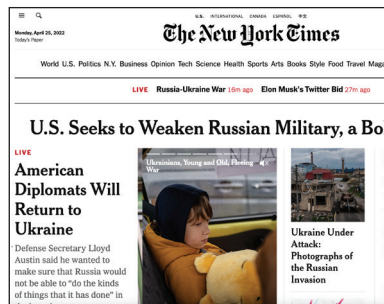 U.S. INTERNATIONAL CANADA ESPAÑOL 中文
Monday, April 25, 2022
Today's Paper
The New York Times
World U.S. Politics N.Y. Business Opinion Tech Science Health Sports Arts Books Style Food Travel Maga
LIVE Russia-Ukraine War 16m ago Elon Musk's Twitter Bid 27m ago
U.S. Seeks to Weaken Russian Military, a Bo
LIVE
American
Diplomats Will
Return to
Ukraine
Defense Secretary Lloyd
Austin said he wanted to
make sure that Russia would
not be able to “do the kinds
of things that it has done” in
Ukrainians, Young and Old, Fleeing
War
Ukraine Under
Attack:
Photographs of
the Russian
Invasion